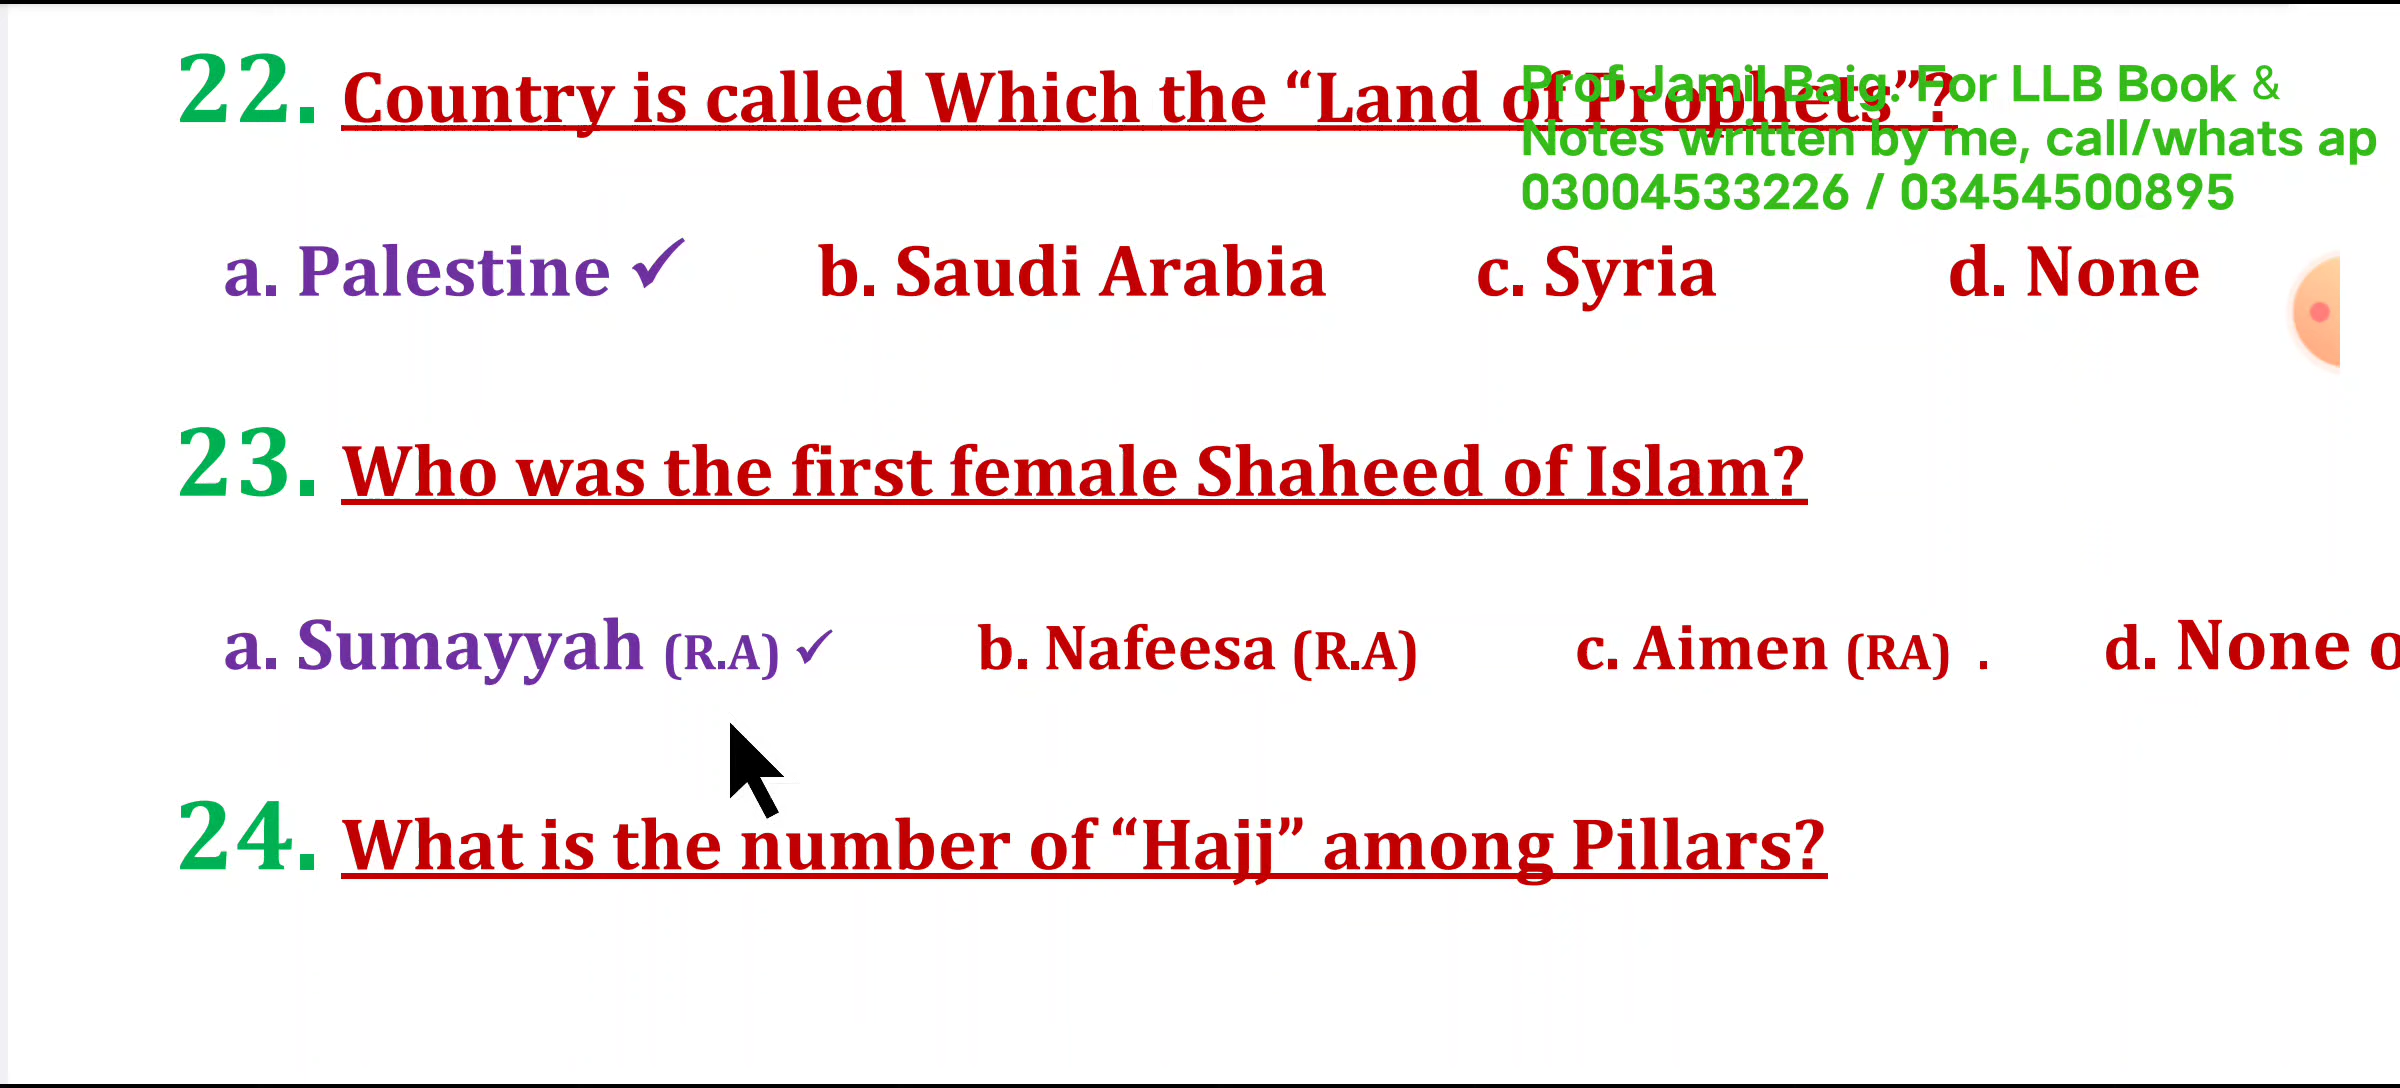 22. Country is called Which the “Land of Prophets”?
Prof Jamil Baig. For LLB Book &
Notes written by me, call/whats ap
03004533226 / 03454500895
a. Palestine ✓ b. Saudi Arabia c. Syria d. None
23. Who was the first female Shaheed of Islam?
a. Sumayyah (R.A) ✓ b. Nafeesa (R.A) c. Aimen (RA) . d. None o
24. What is the number of “Hajj” among Pillars?